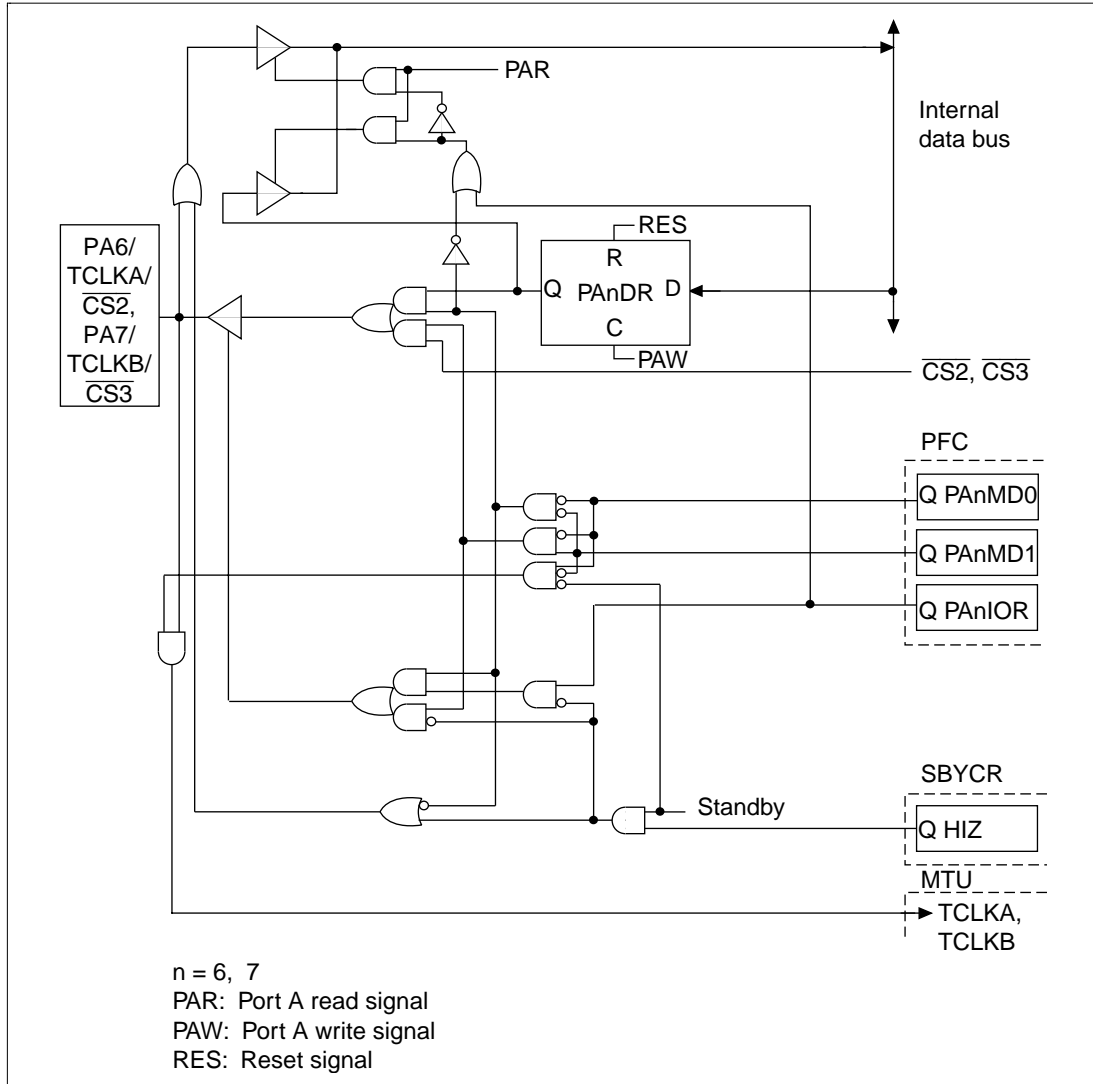 PAR
Internal
data bus
RES
PA6/
TCLKA/
CS2,
PA7/
TCLKB/
CS3
R
Q PAnDR D
C
PAW
CS2, CS3
PFC
Q PAnMD0
Q PAnMD1
Q PAnIOR
SBYCR
Standby
Q HIZ
MTU
TCLKA,
TCLKB
n = 6, 7
PAR: Port A read signal
PAW: Port A write signal
RES: Reset signal